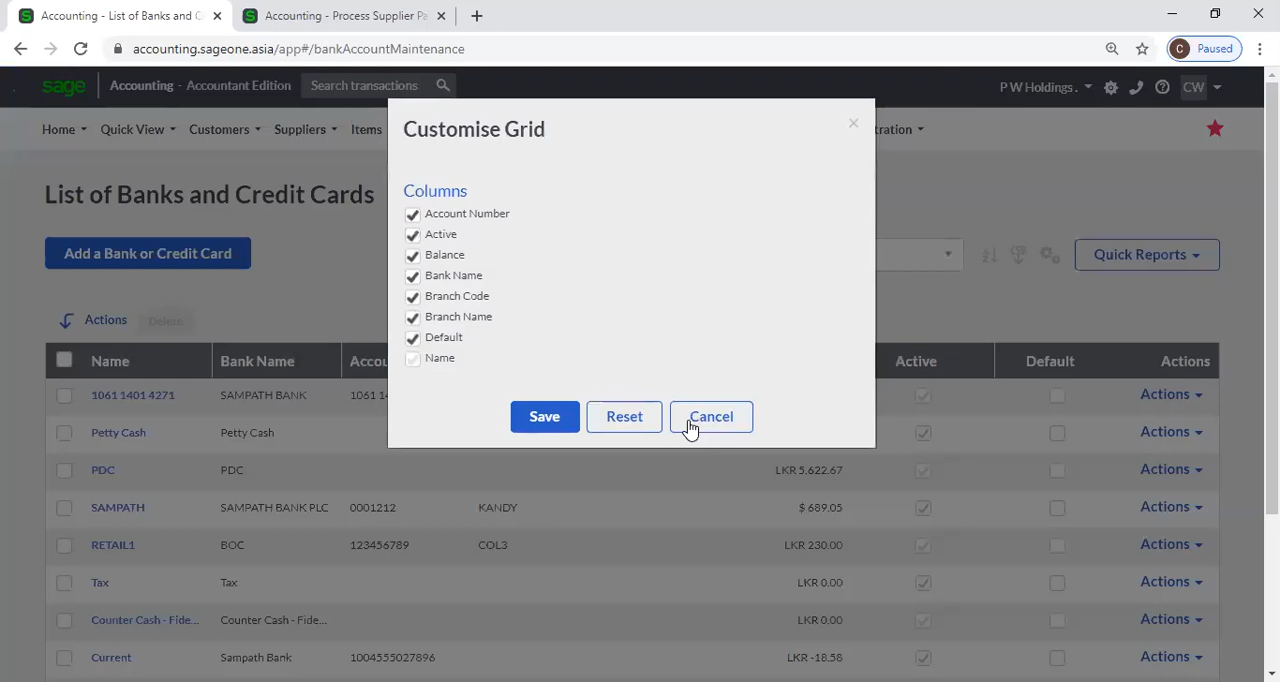 Accounting - List of Banks and C
Accounting - Process Supplier Pa
accounting.sageone.asia/app#/bankAccountMaintenance
C Paused
sage Accounting - Accountant Edition Search transactions
P W Holdings . CW
Home Quick View Customers Suppliers Items tration
Customise Grid
List of Banks and Credit Cards
Columns
Account Number
Active
Balance
Bank Name
Branch Code
Branch Name
Default
Name
Save Reset Cancel
Add a Bank or Credit Card
Quick Reports
Actions Delete
Name Bank Name Accou Active Default Actions
1061 1401 4271 SAMPATH BANK 1061 1 Actions
Petty Cash Petty Cash Actions
PDC PDC LKR 5,622.67 Actions
SAMPATH SAMPATH BANK PLC 0001212 KANDY $ 689.05 Actions
RETAIL1 BOC 123456789 COL3 LKR 230.00 Actions
Tax Tax LKR 0.00 Actions
Counter Cash - Fide... Counter Cash - Fide... LKR 0.00 Actions
Current Sampath Bank 1004555027896 LKR -18.58 Actions